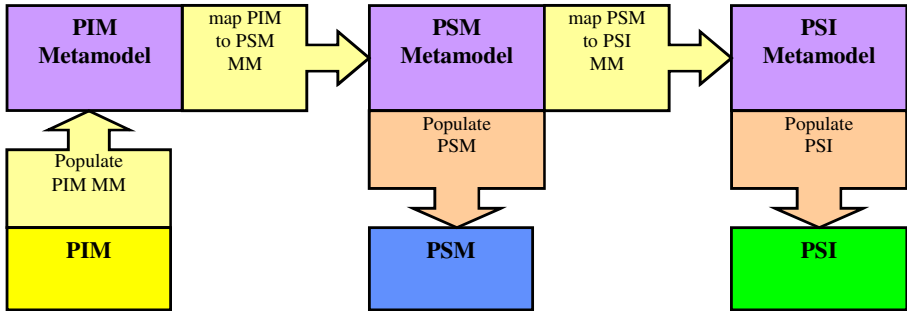 PIM
Metamodel
map PIM
to PSM
MM
PSM
Metamodel
map PSM
to PSI
MM
PSI
Metamodel
Populate
PIM MM
Populate
PSM
Populate
PSI
PIM
PSM
PSI